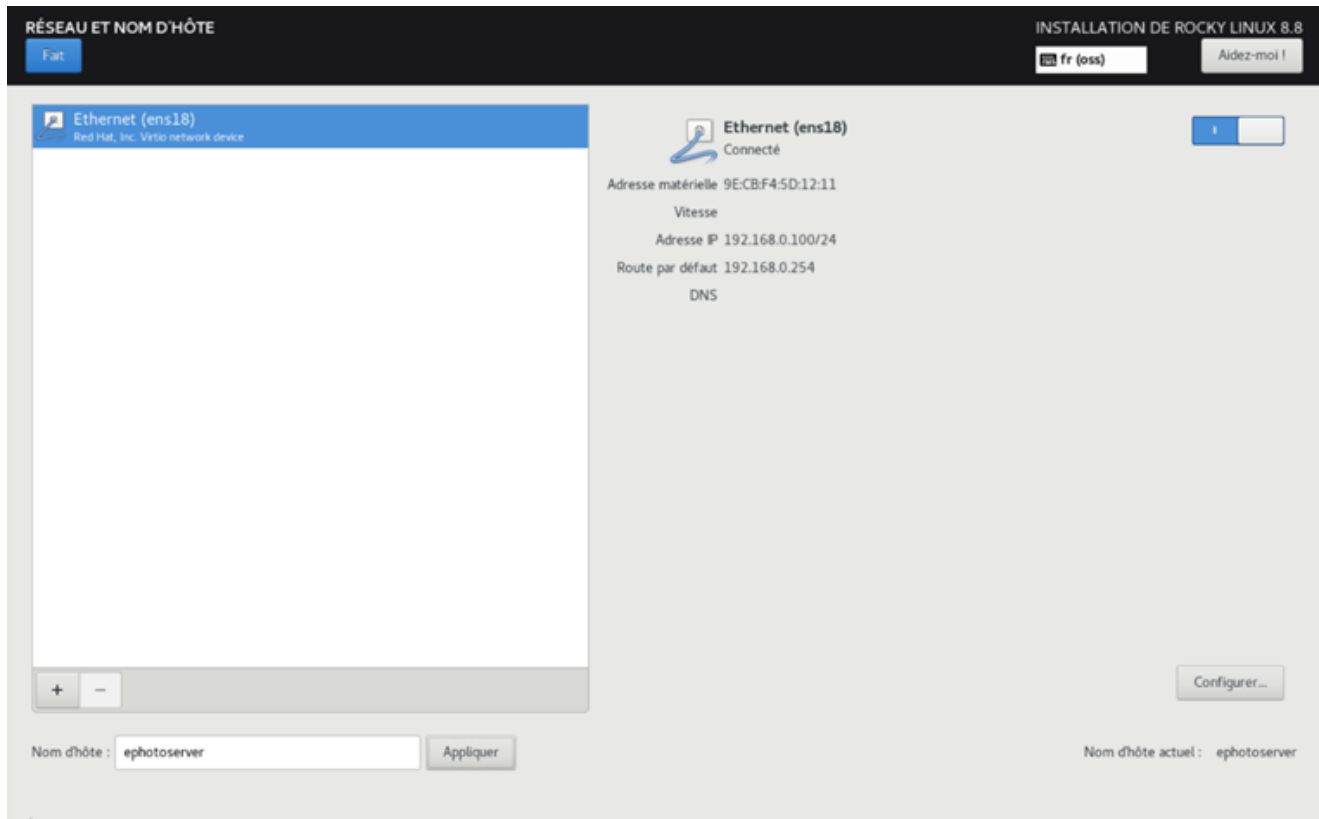 RÉSEAU ET NOM D'HÔTE
INSTALLATION DE ROCKY LINUX 8.8
Fait
fr (oss)
Aidez-moi !
Ethernet (ens18)
Red Hat, Inc. Virtio network device
Ethernet (ens18)
Connecté
Adresse matérielle 9E:CB:F4:5D:12:11
Vitesse
Adresse IP 192.168.0.100/24
Route par défaut 192.168.0.254
DNS
+ −
Configurer...
Nom d'hôte : ephotoserver
Appliquer
Nom d'hôte actuel : ephotoserver